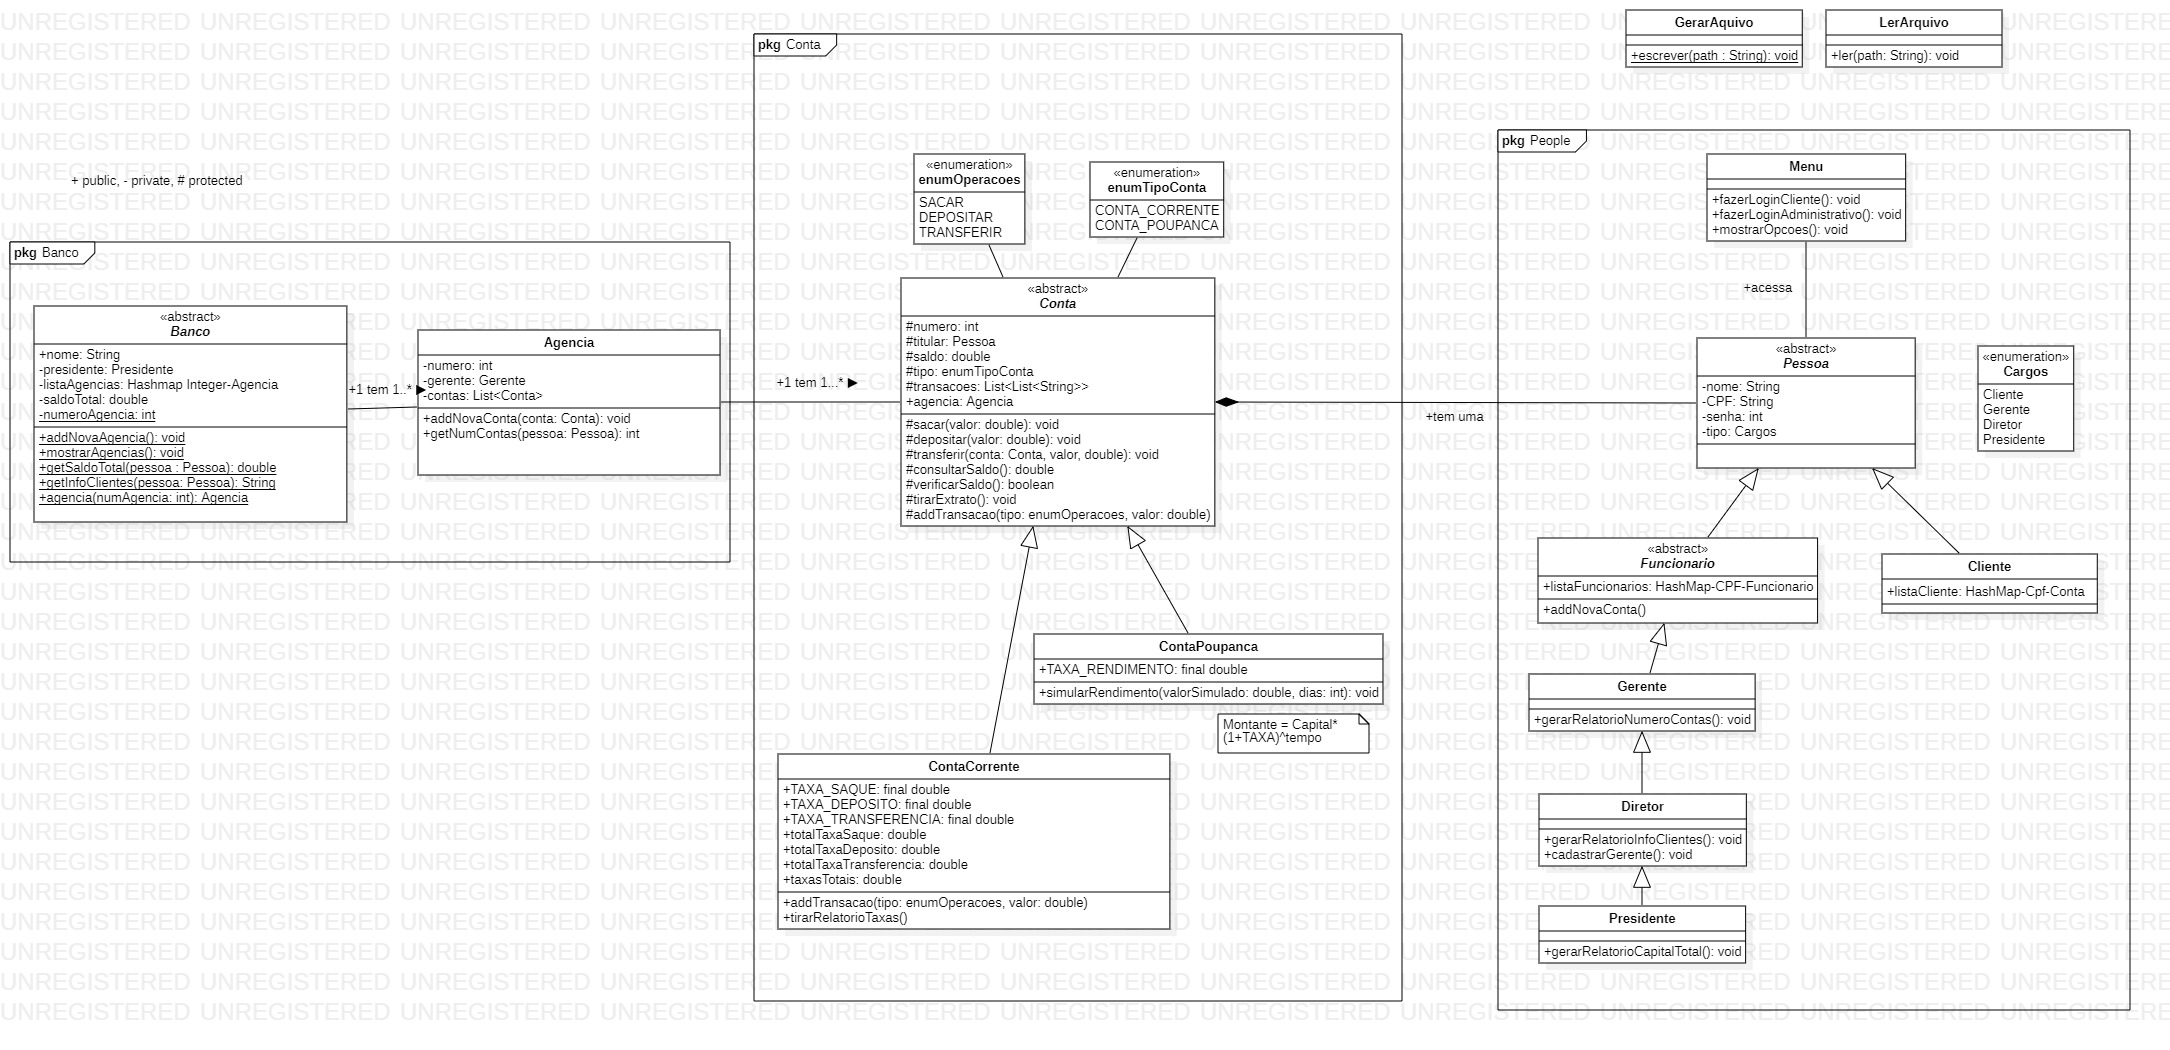 GerarAquivo
+escrever(path : String): void
LerArquivo
+ler(path: String): void
+ public, - private, # protected
pkg Banco
«abstract»
Banco
+nome: String
-presidente: Presidente
-listaAgencias: Hashmap Integer-Agencia
-saldoTotal: double
-numeroAgencia: int
+addNovaAgencia(): void
+mostrarAgencias(): void
+getSaldoTotal(pessoa : Pessoa): double
+getInfoClientes(pessoa: Pessoa): String
+agencia(numAgencia: int): Agencia
+1 tem 1..* ▶
Agencia
-numero: int
-gerente: Gerente
-contas: List<Conta>
+addNovaConta(conta: Conta): void
+getNumContas(pessoa: Pessoa): int
+1 tem 1...* ▶
pkg Conta
«enumeration»
enumOperacoes
SACAR
DEPOSITAR
TRANSFERIR
«enumeration»
enumTipoConta
CONTA_CORRENTE
CONTA_POUPANCA
«abstract»
Conta
#numero: int
#titular: Pessoa
#saldo: double
#tipo: enumTipoConta
#transacoes: List<List<String>>
+agencia: Agencia
#sacar(valor: double): void
#depositar(valor: double): void
#transferir(conta: Conta, valor, double): void
#consultarSaldo(): double
#verificarSaldo(): boolean
#tirarExtrato(): void
#addTransacao(tipo: enumOperacoes, valor: double)
ContaPoupanca
+TAXA_RENDIMENTO: final double
+simularRendimento(valorSimulado: double, dias: int): void
Montante = Capital*
(1+TAXA)^tempo
ContaCorrente
+TAXA_SAQUE: final double
+TAXA_DEPOSITO: final double
+TAXA_TRANSFERENCIA: final double
+totalTaxaSaque: double
+totalTaxaDeposito: double
+totalTaxaTransferencia: double
+taxasTotais: double
+addTransacao(tipo: enumOperacoes, valor: double)
+tirarRelatorioTaxas()
+tem uma
pkg People
Menu
+fazerLoginCliente(): void
+fazerLoginAdministrativo(): void
+mostrarOpcoes(): void
+acessa
«abstract»
Pessoa
-nome: String
-CPF: String
-senha: int
-tipo: Cargos
«enumeration»
Cargos
Cliente
Gerente
Diretor
Presidente
«abstract»
Funcionario
+listaFuncionarios: HashMap-CPF-Funcionario
+addNovaConta()
Cliente
+listaCliente: HashMap-Cpf-Conta
Gerente
+gerarRelatorioNumeroContas(): void
Diretor
+gerarRelatorioInfoClientes(): void
+cadastrarGerente(): void
Presidente
+gerarRelatorioCapitalTotal(): void
UNREGISTERED